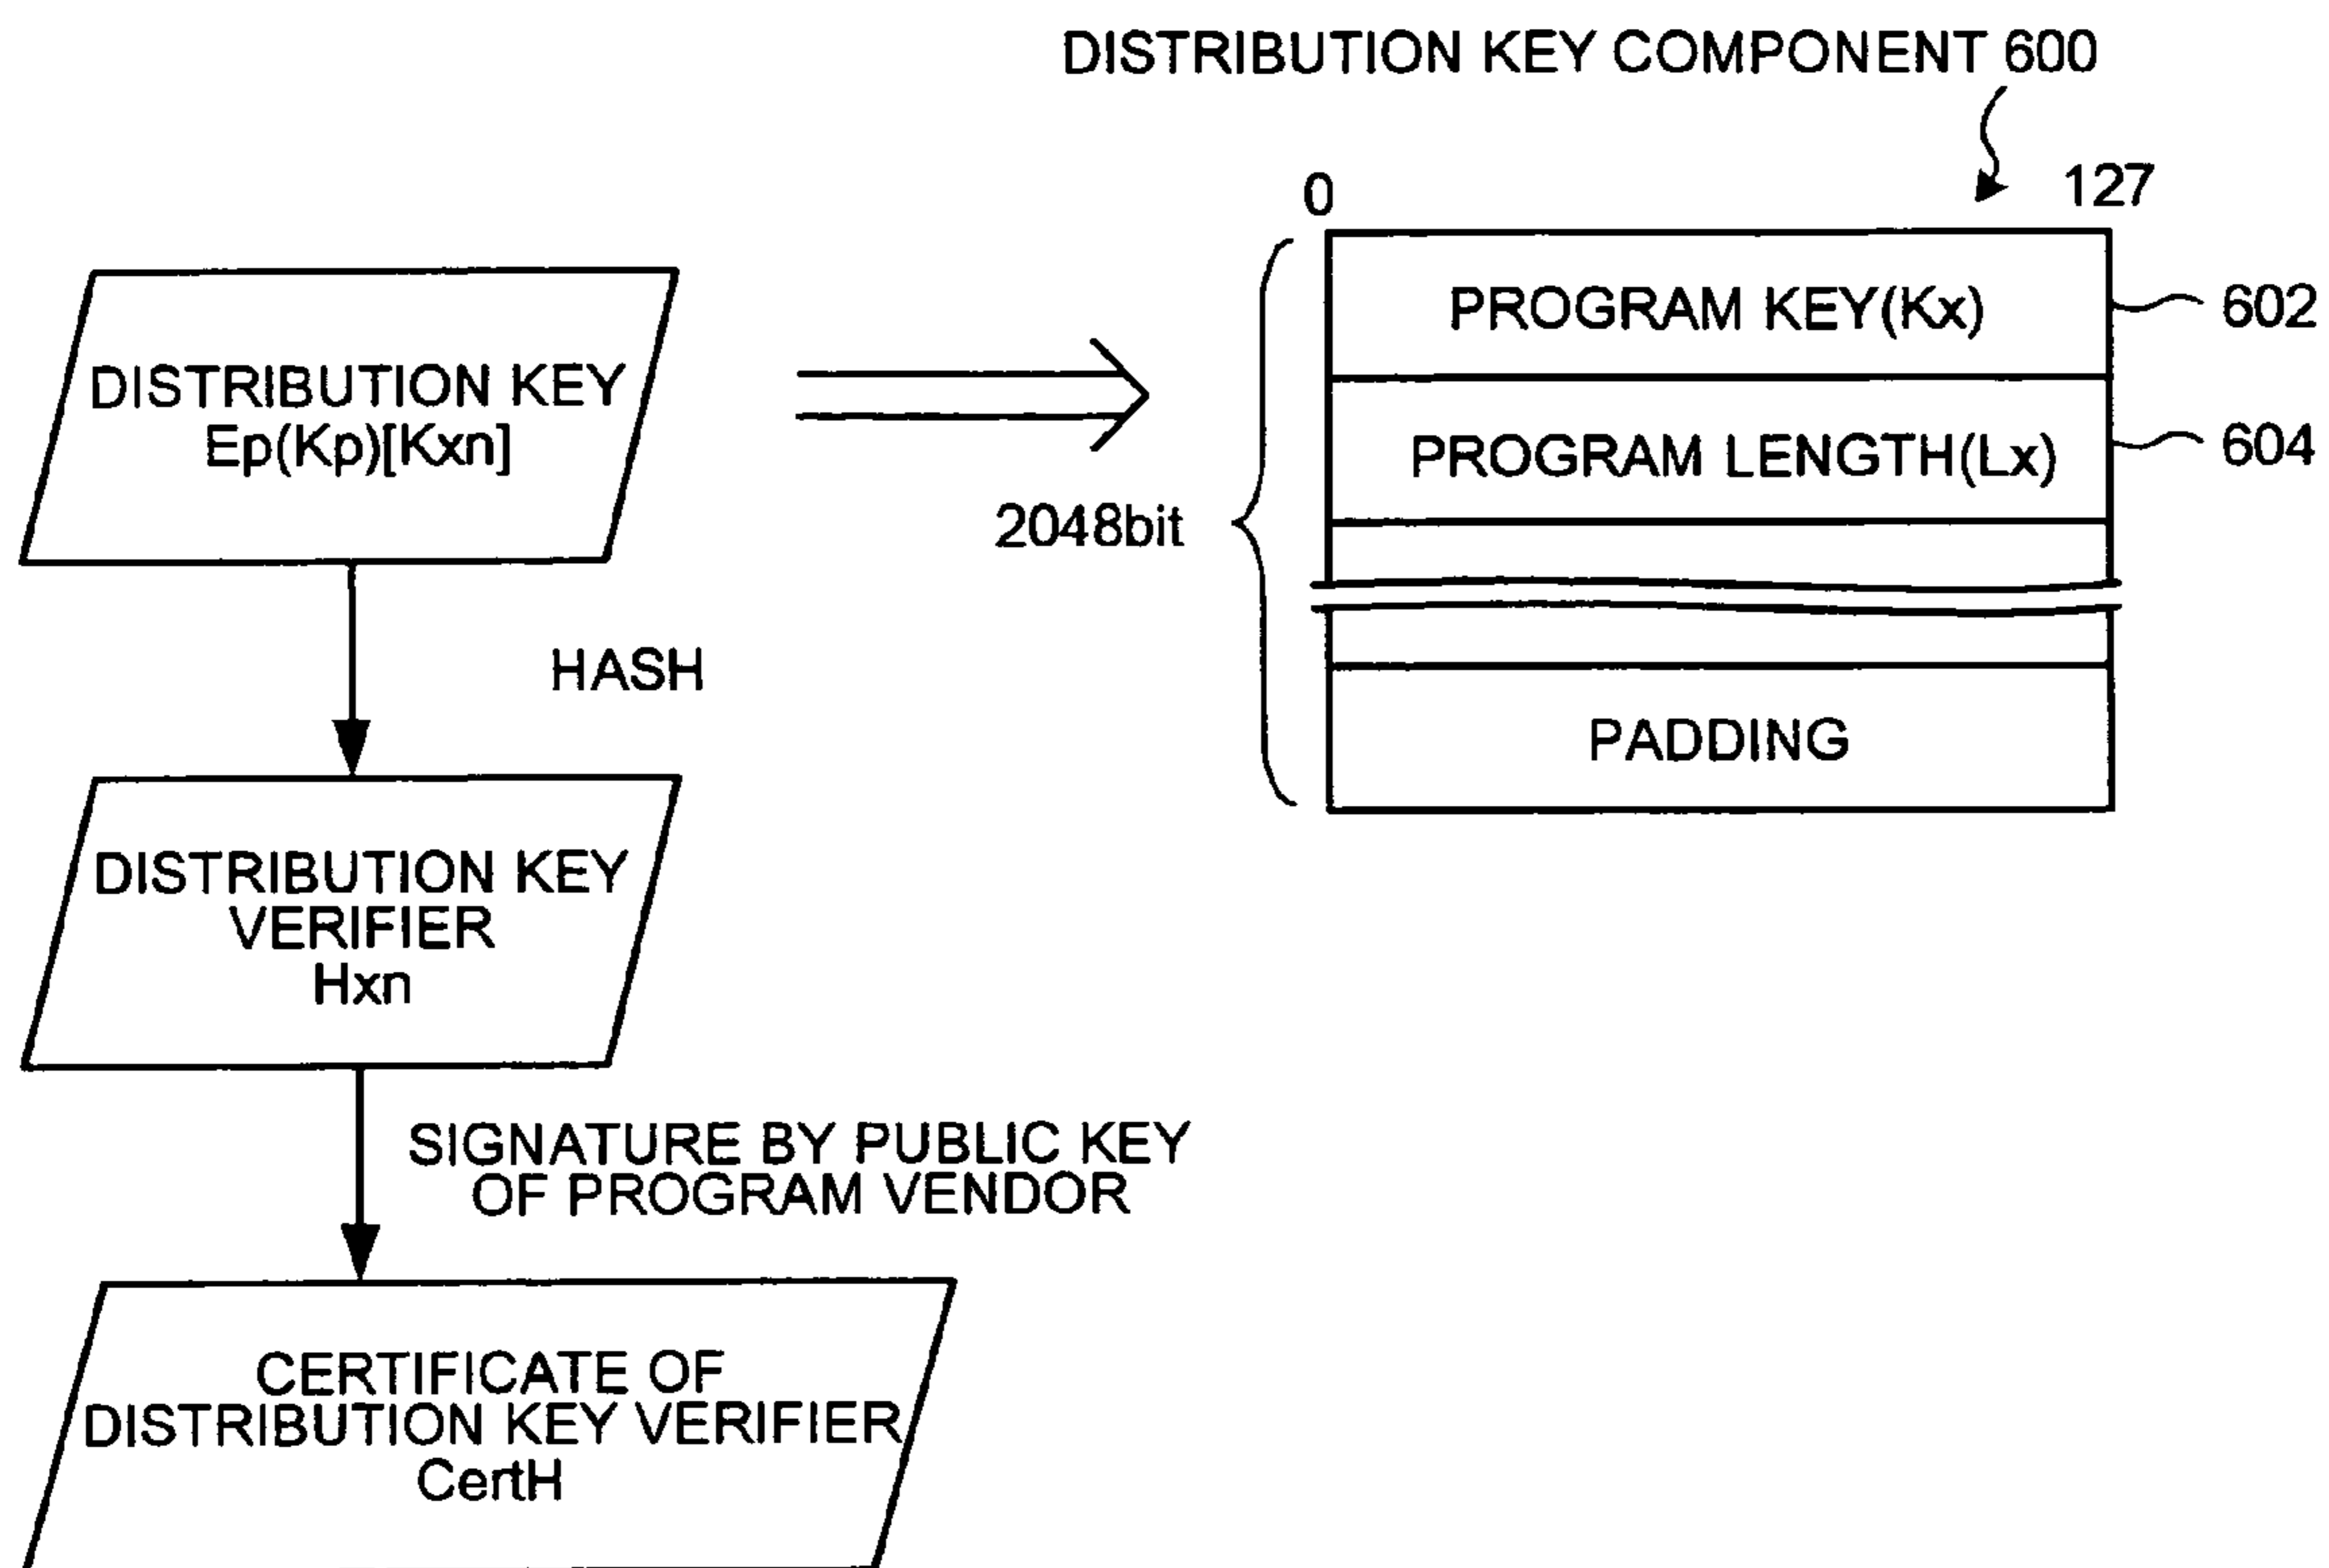 DISTRIBUTION KEY COMPONENT 600
0
127
PROGRAM KEY(Kx)
602
DISTRIBUTION KEY
Ep(Kp)[Kxn]
PROGRAM LENGTH(Lx)
604
2048bit
HASH
PADDING
DISTRIBUTION KEY
VERIFIER
Hxn
SIGNATURE BY PUBLIC KEY
OF PROGRAM VENDOR
CERTIFICATE OF
DISTRIBUTION KEY VERIFIER
CertH